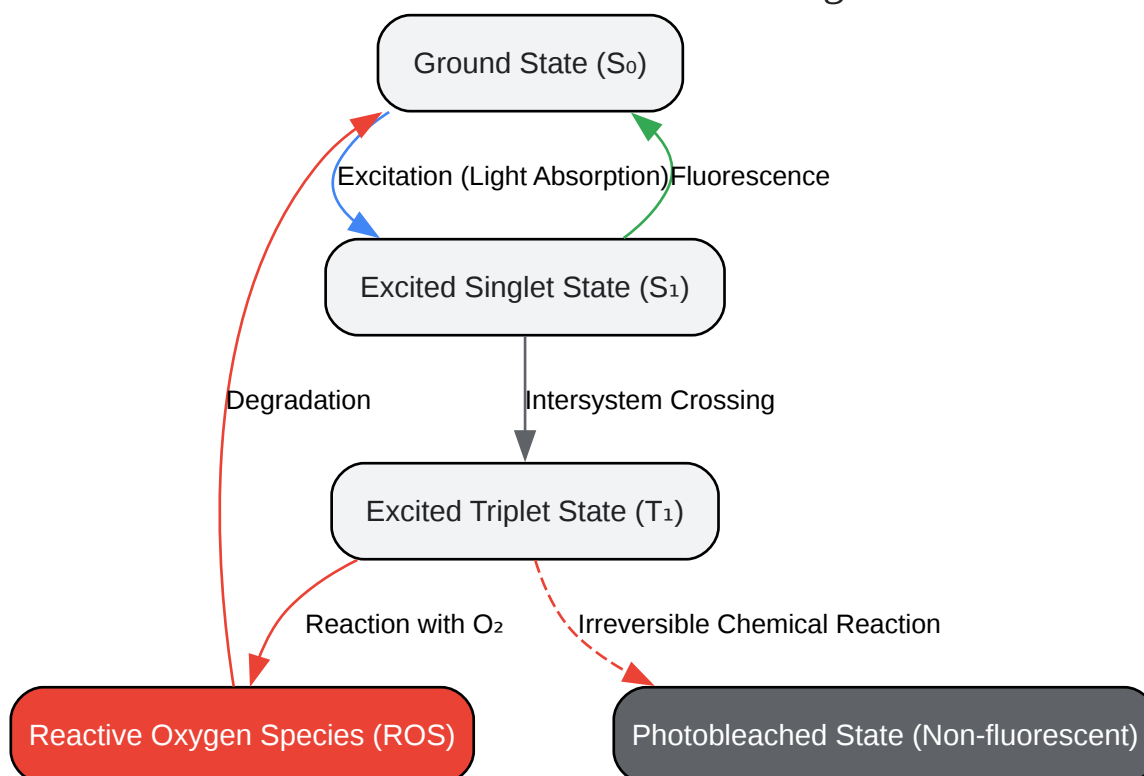 Ground State (S₀)
Excitation (Light Absorption)
Fluorescence
Excited Singlet State (S₁)
Degradation
Intersystem Crossing
Excited Triplet State (T₁)
Reaction with O₂
Irreversible Chemical Reaction
Reactive Oxygen Species (ROS)
Photobleached State (Non-fluorescent)